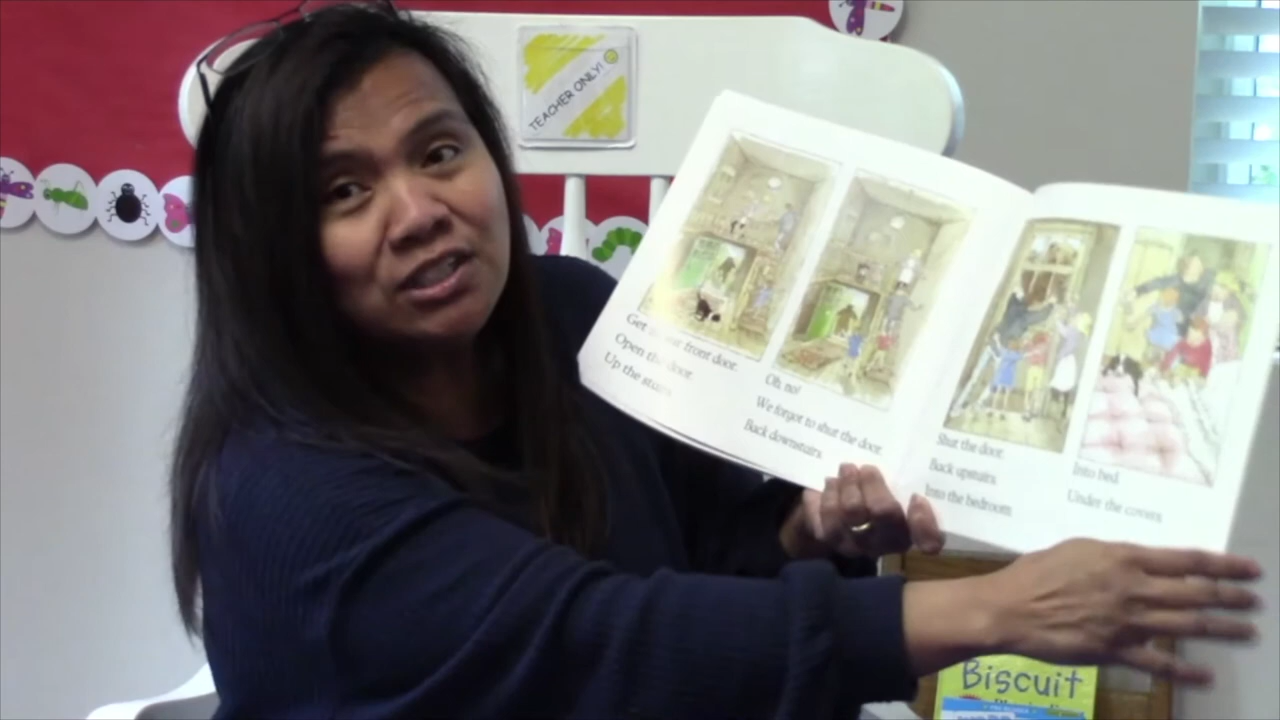 TEACHER ONLY!
Get to our front door.
Open the door.
Up the stairs.
Oh, no!
We forgot to shut the door.
Back downstairs.
Shut the door.
Back upstairs.
Into the bedroom.
Into bed.
Under the covers.
Biscuit